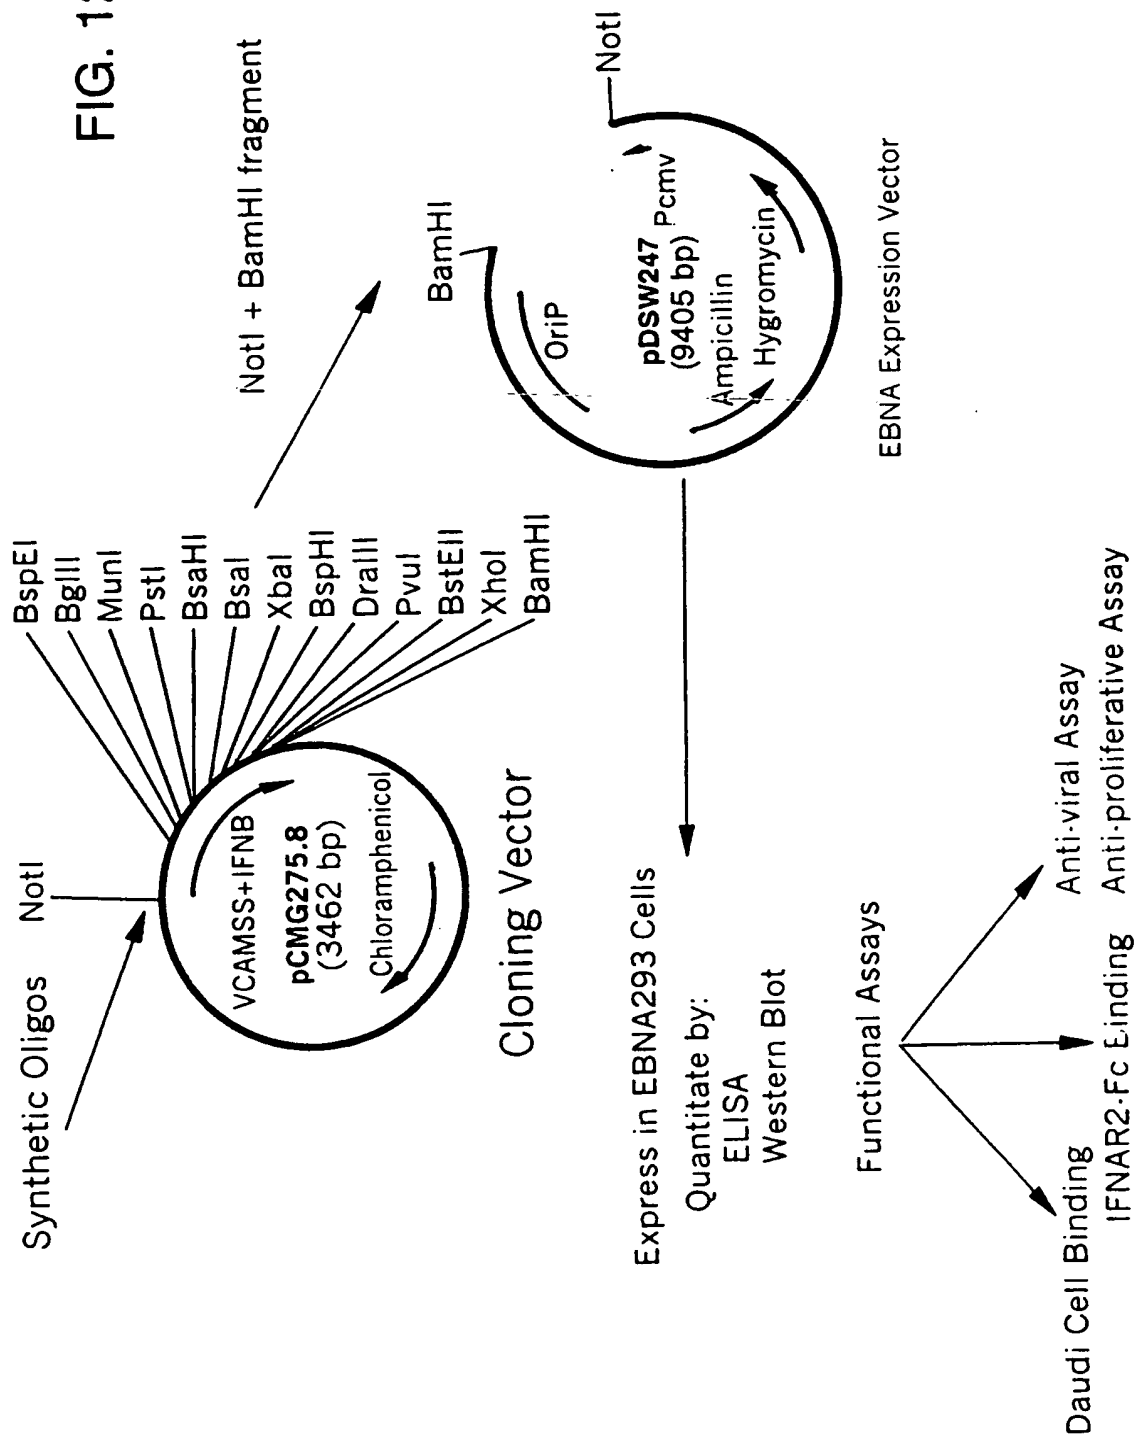 FIG. 1
Synthetic Oligos
NotI
BspEI
BglII
MunI
PstI
BsaHI
BsaI
XbaI
BspHI
DraIII
PvuI
BstEII
XhoI
BamHI
VCAMSS+IFNB
pCMG275.8
(3462 bp)
Chloramphenicol
Cloning Vector
NotI + BamHI fragment
BamHI
NotI
OriP
Pcmv
pDSW247
(9405 bp)
Ampicillin
Hygromycin
EBNA Expression Vector
Express in EBNA293 Cells
Quantitate by:
ELISA
Western Blot
Functional Assays
Daudi Cell Binding
IFNAR2-Fc Einding
Anti-viral Assay
Anti-proliferative Assay